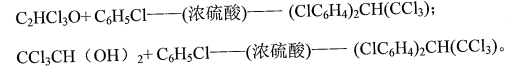 C₂HCl₃O+ C₆H₅Cl——(浓硫酸)—— (ClC₆H₄)₂CH(CCl₃);
CCl₃CH（OH）₂+ C₆H₅Cl——(浓硫酸)—— (ClC₆H₄)₂CH(CCl₃)。